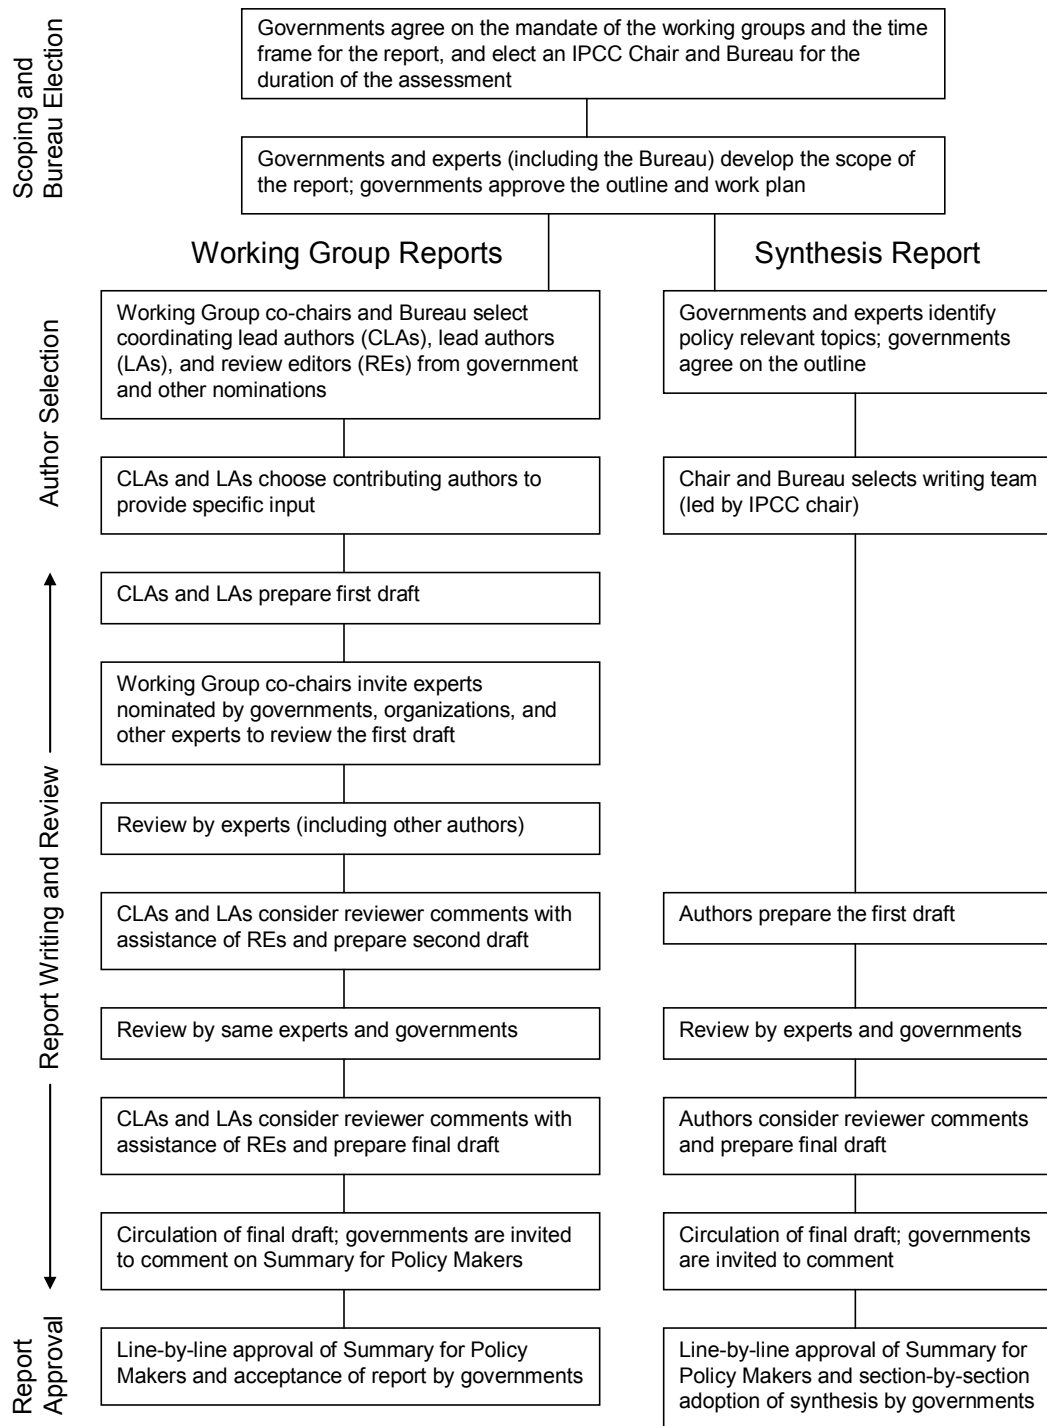 Scoping and
Bureau Election
Governments agree on the mandate of the working groups and the time
frame for the report, and elect an IPCC Chair and Bureau for the
duration of the assessment
Governments and experts (including the Bureau) develop the scope of
the report; governments approve the outline and work plan
Working Group Reports
Synthesis Report
Author Selection
Working Group co-chairs and Bureau select
coordinating lead authors (CLAs), lead authors
(LAs), and review editors (REs) from government
and other nominations
Governments and experts identify
policy relevant topics; governments
agree on the outline
CLAs and LAs choose contributing authors to
provide specific input
Chair and Bureau selects writing team
(led by IPCC chair)
Report Writing and Review
CLAs and LAs prepare first draft
Working Group co-chairs invite experts
nominated by governments, organizations, and
other experts to review the first draft
Review by experts (including other authors)
CLAs and LAs consider reviewer comments with
assistance of REs and prepare second draft
Authors prepare the first draft
Review by same experts and governments
Review by experts and governments
CLAs and LAs consider reviewer comments with
assistance of REs and prepare final draft
Authors consider reviewer comments
and prepare final draft
Circulation of final draft; governments are invited
to comment on Summary for Policy Makers
Circulation of final draft; governments
are invited to comment
Report
Approval
Line-by-line approval of Summary for Policy
Makers and acceptance of report by governments
Line-by-line approval of Summary for
Policy Makers and section-by-section
adoption of synthesis by governments